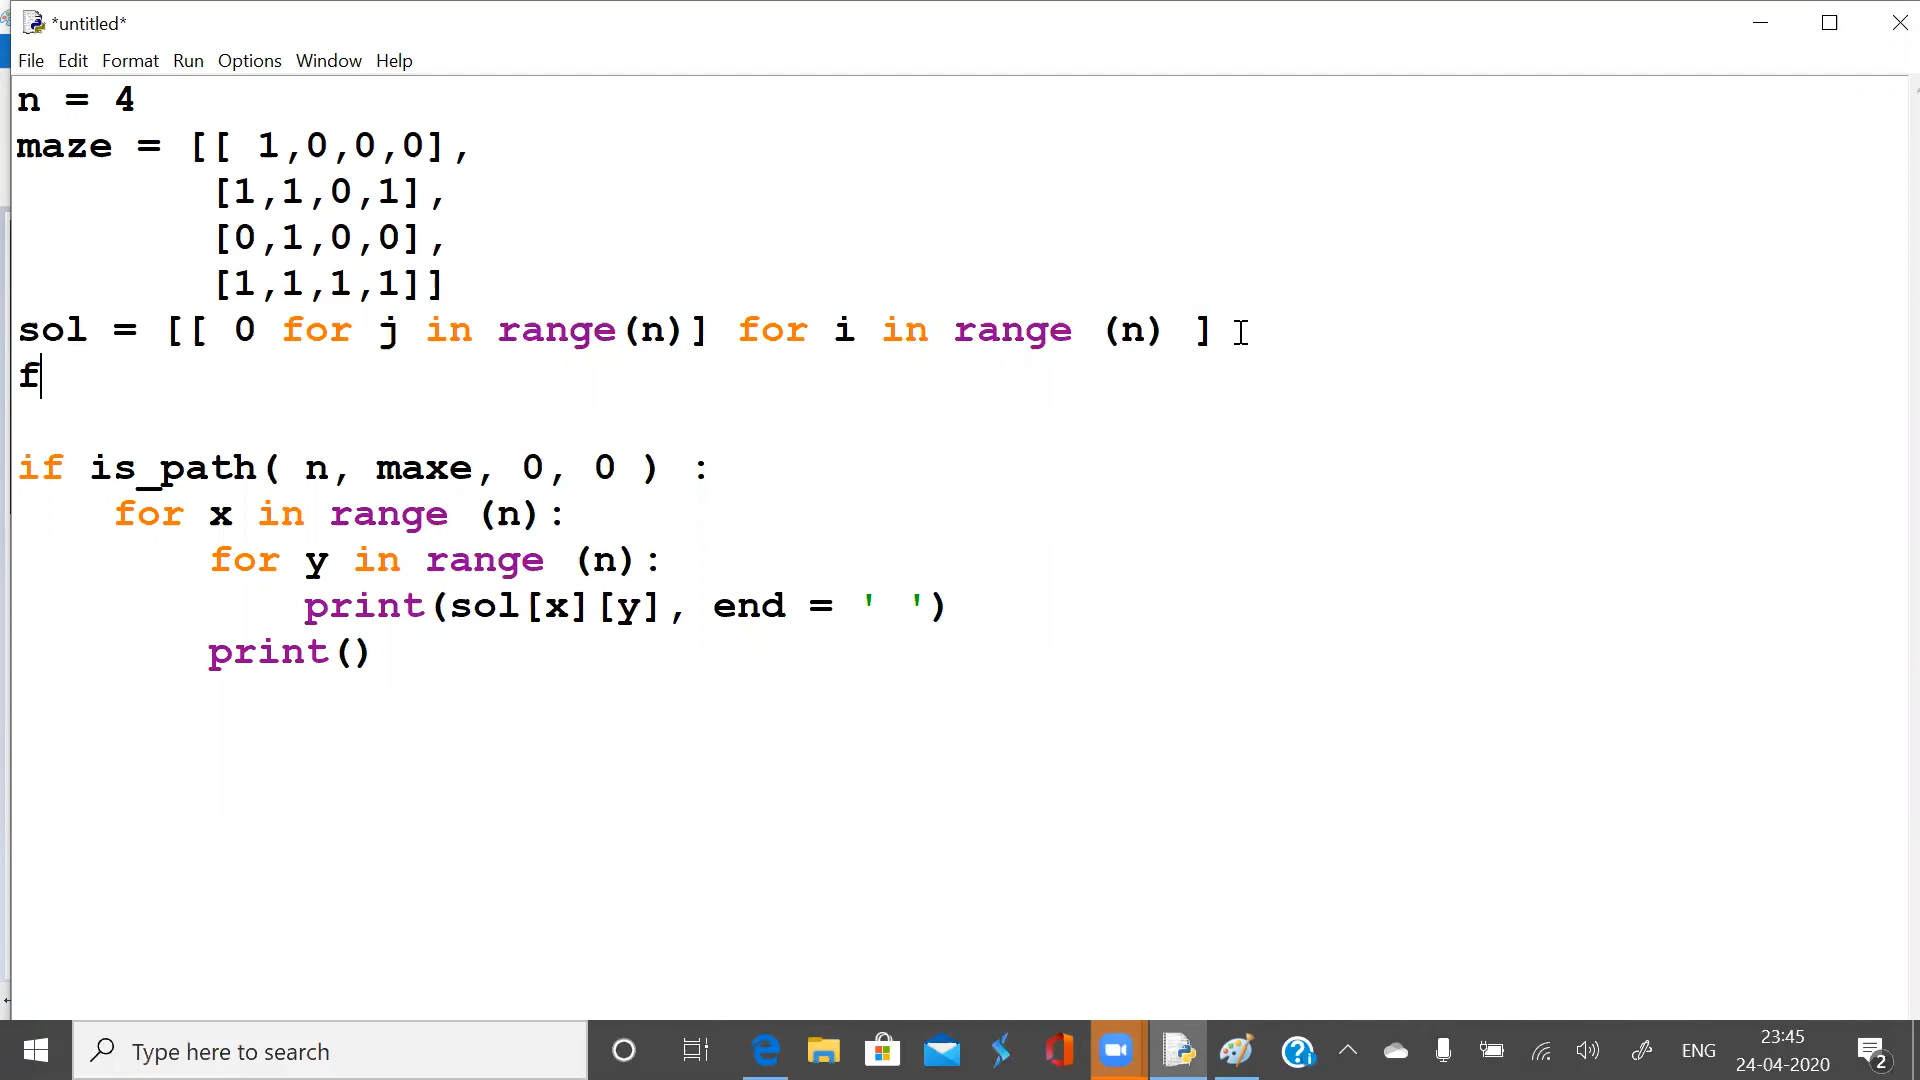 *untitled*
File Edit Format Run Options Window Help
n = 4
maze = [[ 1,0,0,0],
[1,1,0,1],
[0,1,0,0],
[1,1,1,1]]
sol = [[ 0 for j in range(n)] for i in range (n) ]
f
if is_path( n, maxe, 0, 0 ) :
for x in range (n):
for y in range (n):
print(sol[x][y], end = ' ')
print()
Type here to search
ENG
23:45
24-04-2020
2